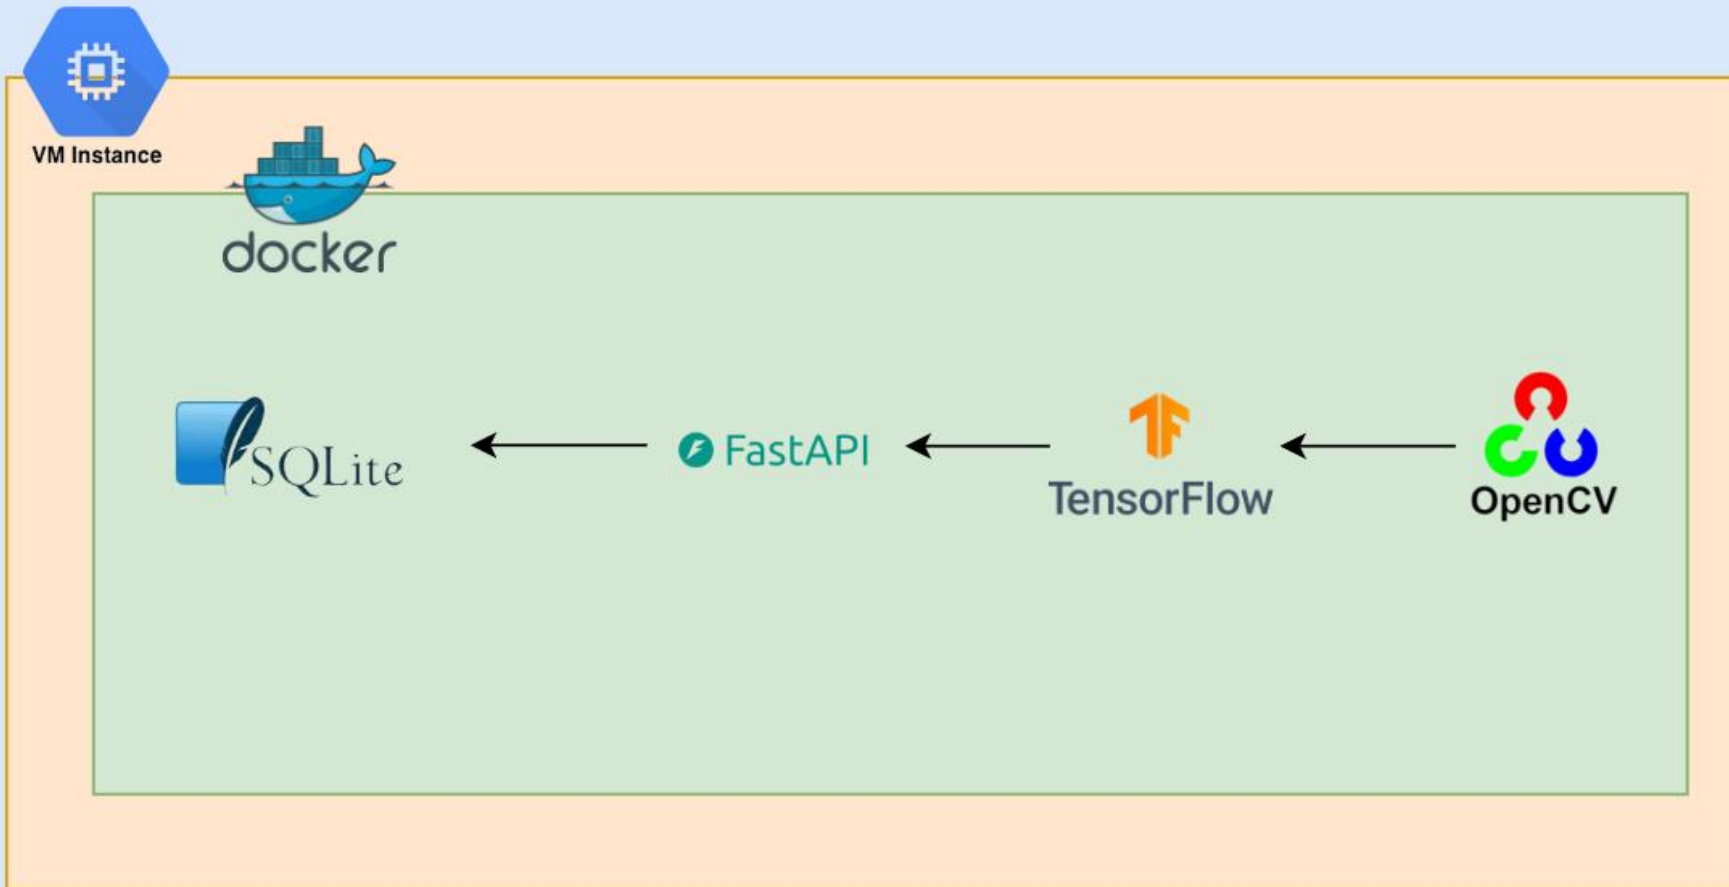 VM Instance
docker
SQLite
FastAPI
TensorFlow
OpenCV